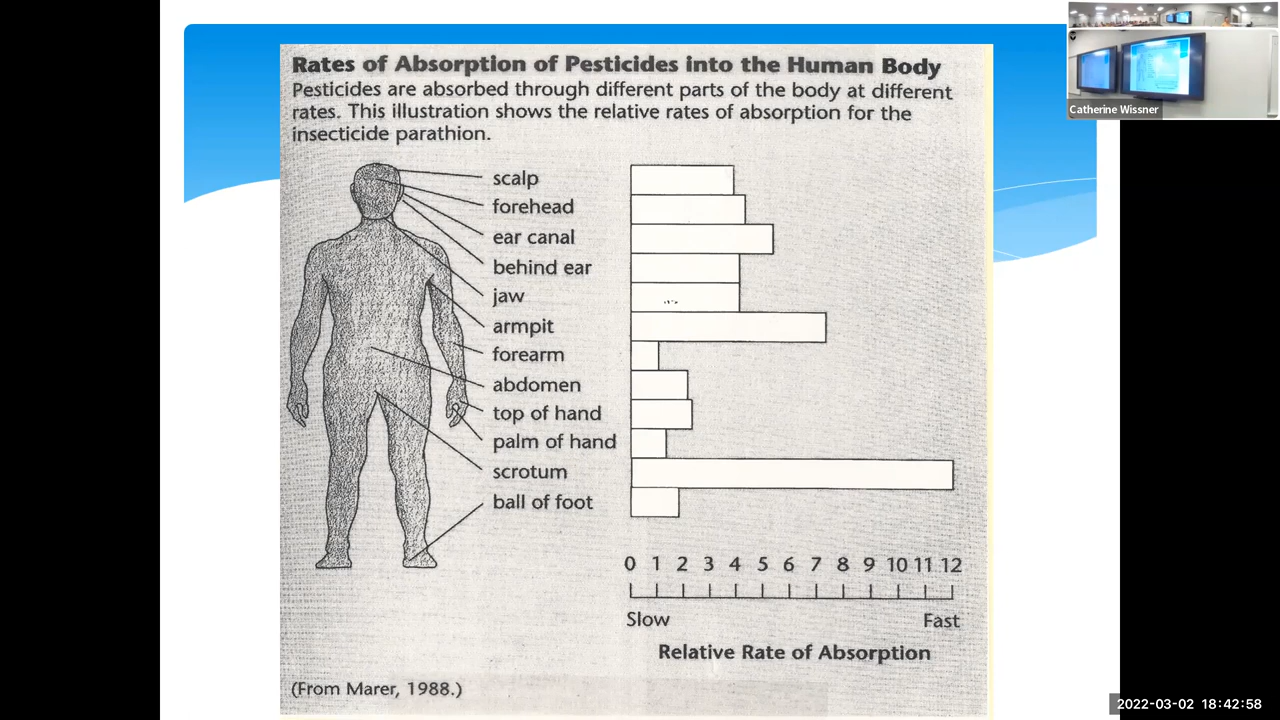 Rates of Absorption of Pesticides into the Human Body
Pesticides are absorbed through different parts of the body at different
rates. This illustration shows the relative rates of absorption for the
insecticide parathion.
scalp
forehead
ear canal
behind ear
jaw
armpit
forearm
abdomen
top of hand
palm of hand
scrotum
ball of foot
0 1 2 3 4 5 6 7 8 9 10 11 12
Slow Fast
Relative Rate of Absorption
(From Marer, 1988.)
Catherine Wissner
2022-03-02 18:42:58